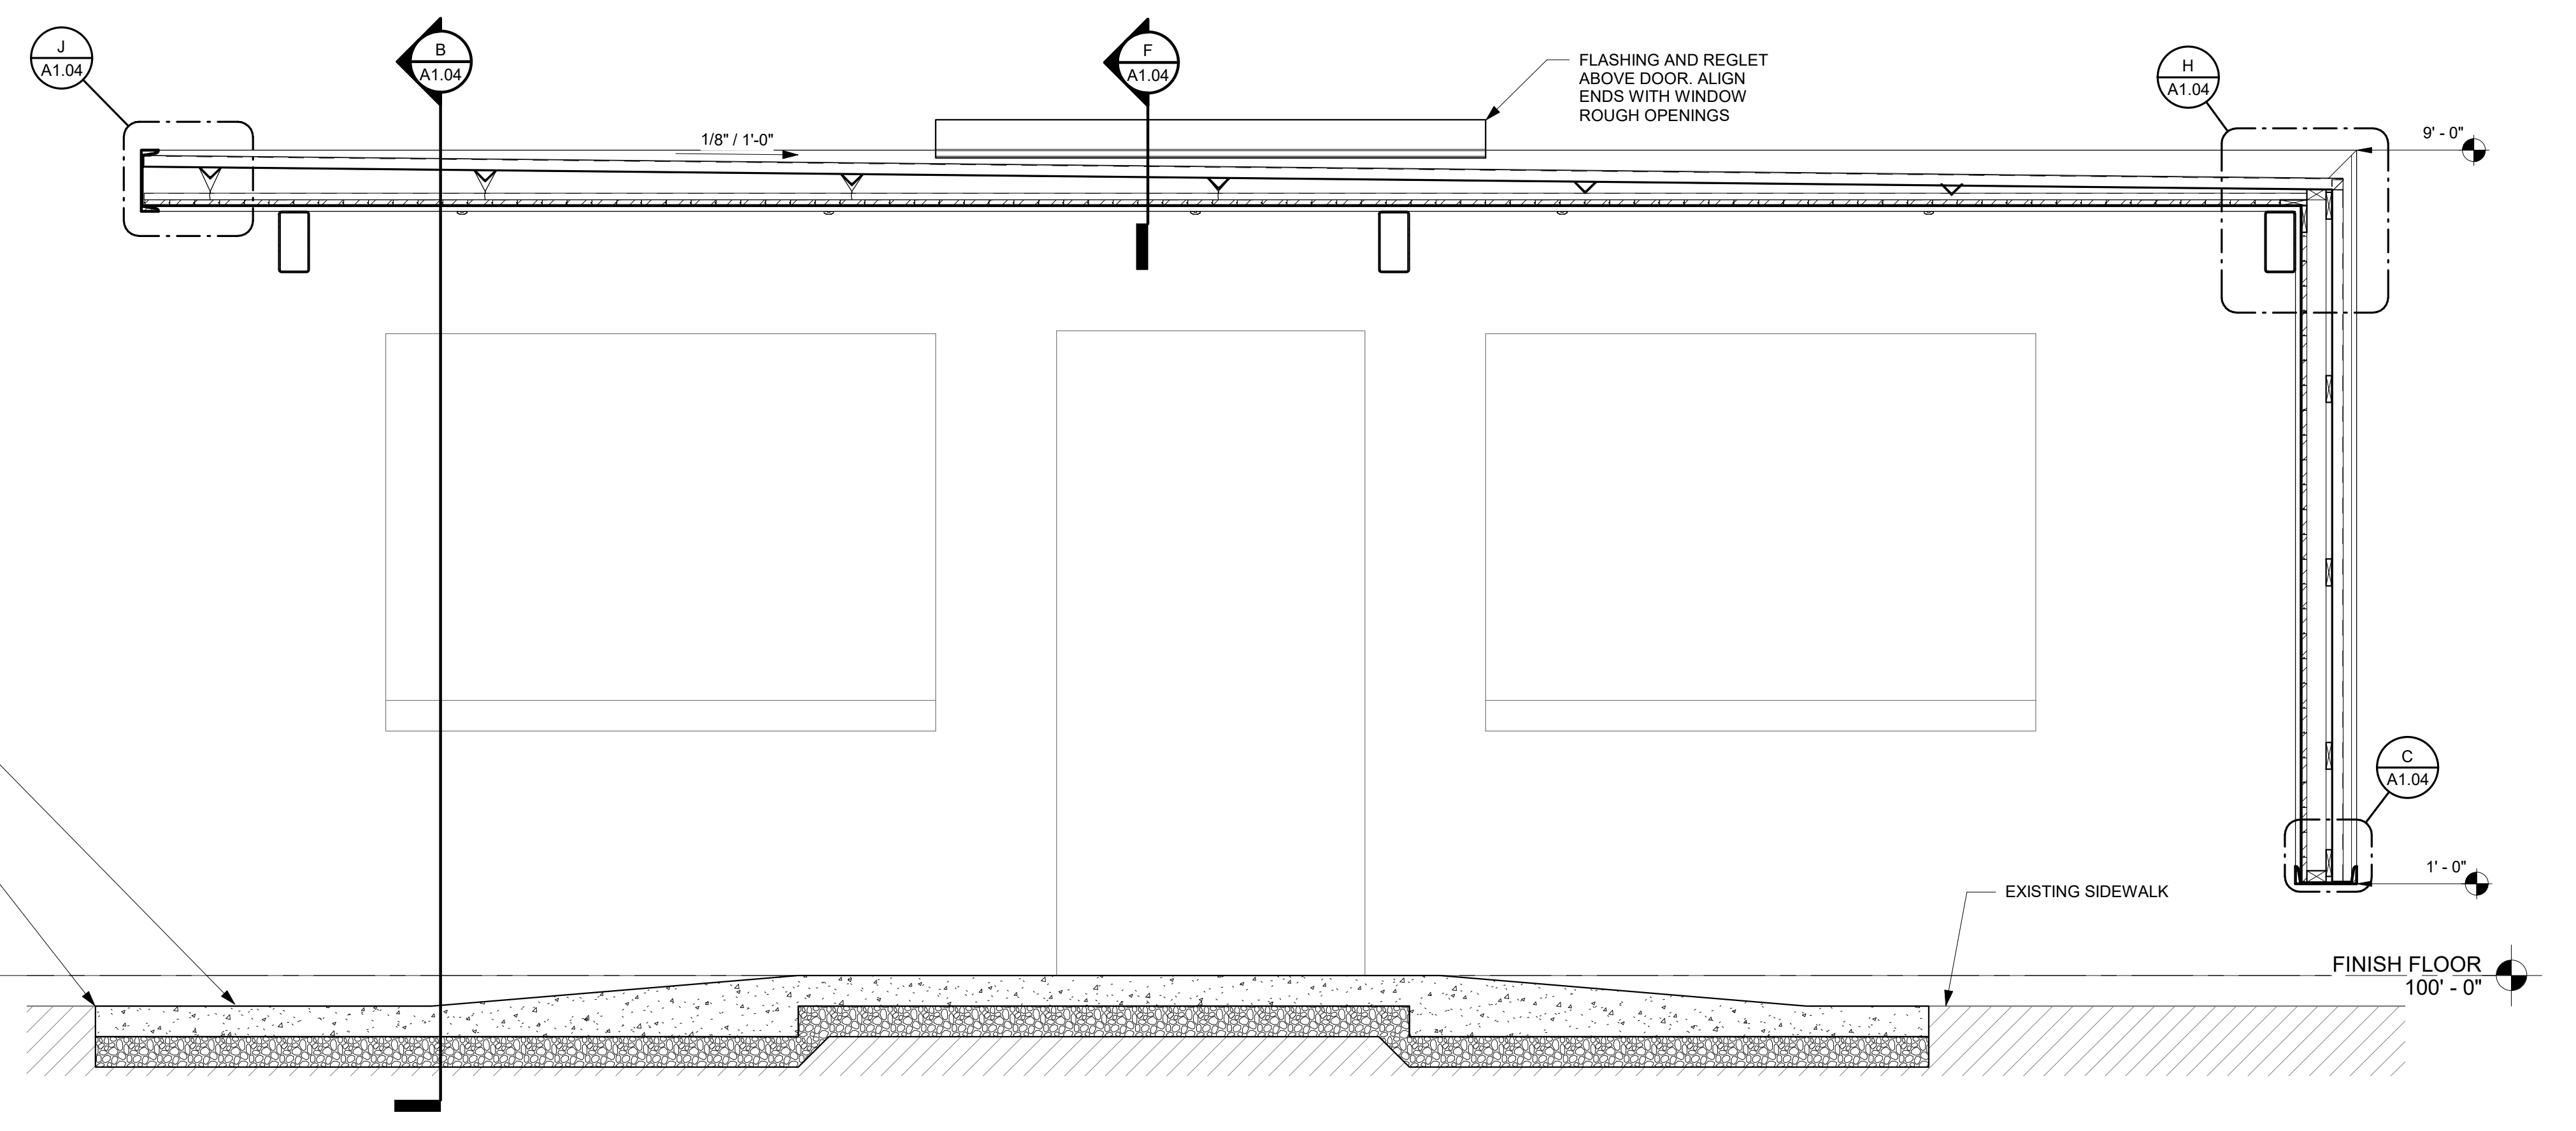 J
A1.04
B
A1.04
F
A1.04
FLASHING AND REGLET
ABOVE DOOR. ALIGN
ENDS WITH WINDOW
ROUGH OPENINGS
H
A1.04
1/8" / 1'-0"
9' - 0"
C
A1.04
1' - 0"
EXISTING SIDEWALK
FINISH FLOOR
100' - 0"